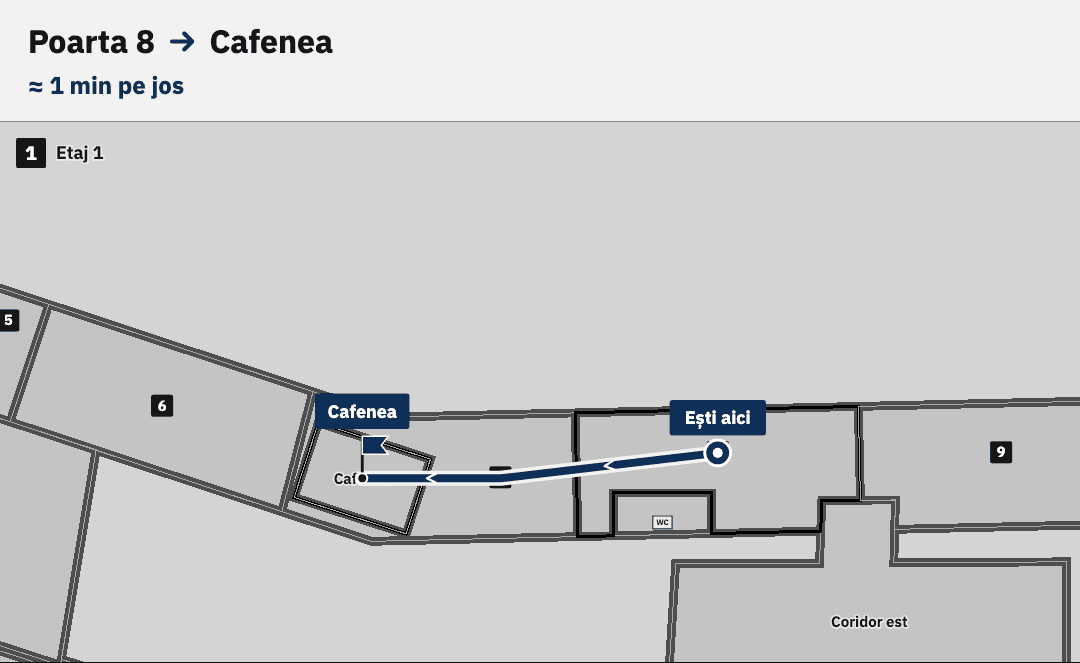 Poarta 8 → Cafenea
≈ 1 min pe jos
1 Etaj 1
5
6
Cafenea
Ești aici
Caf
9
WC
Coridor est